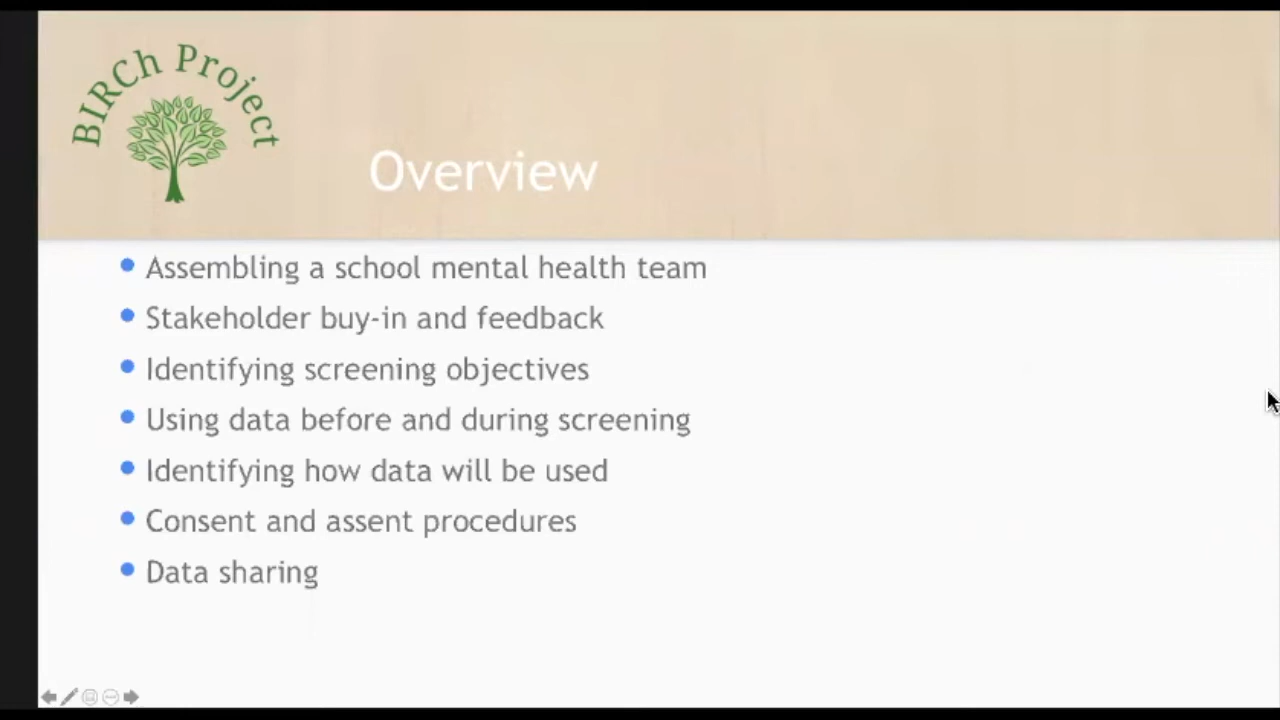 BIRCh Project
Overview
Assembling a school mental health team
Stakeholder buy-in and feedback
Identifying screening objectives
Using data before and during screening
Identifying how data will be used
Consent and assent procedures
Data sharing